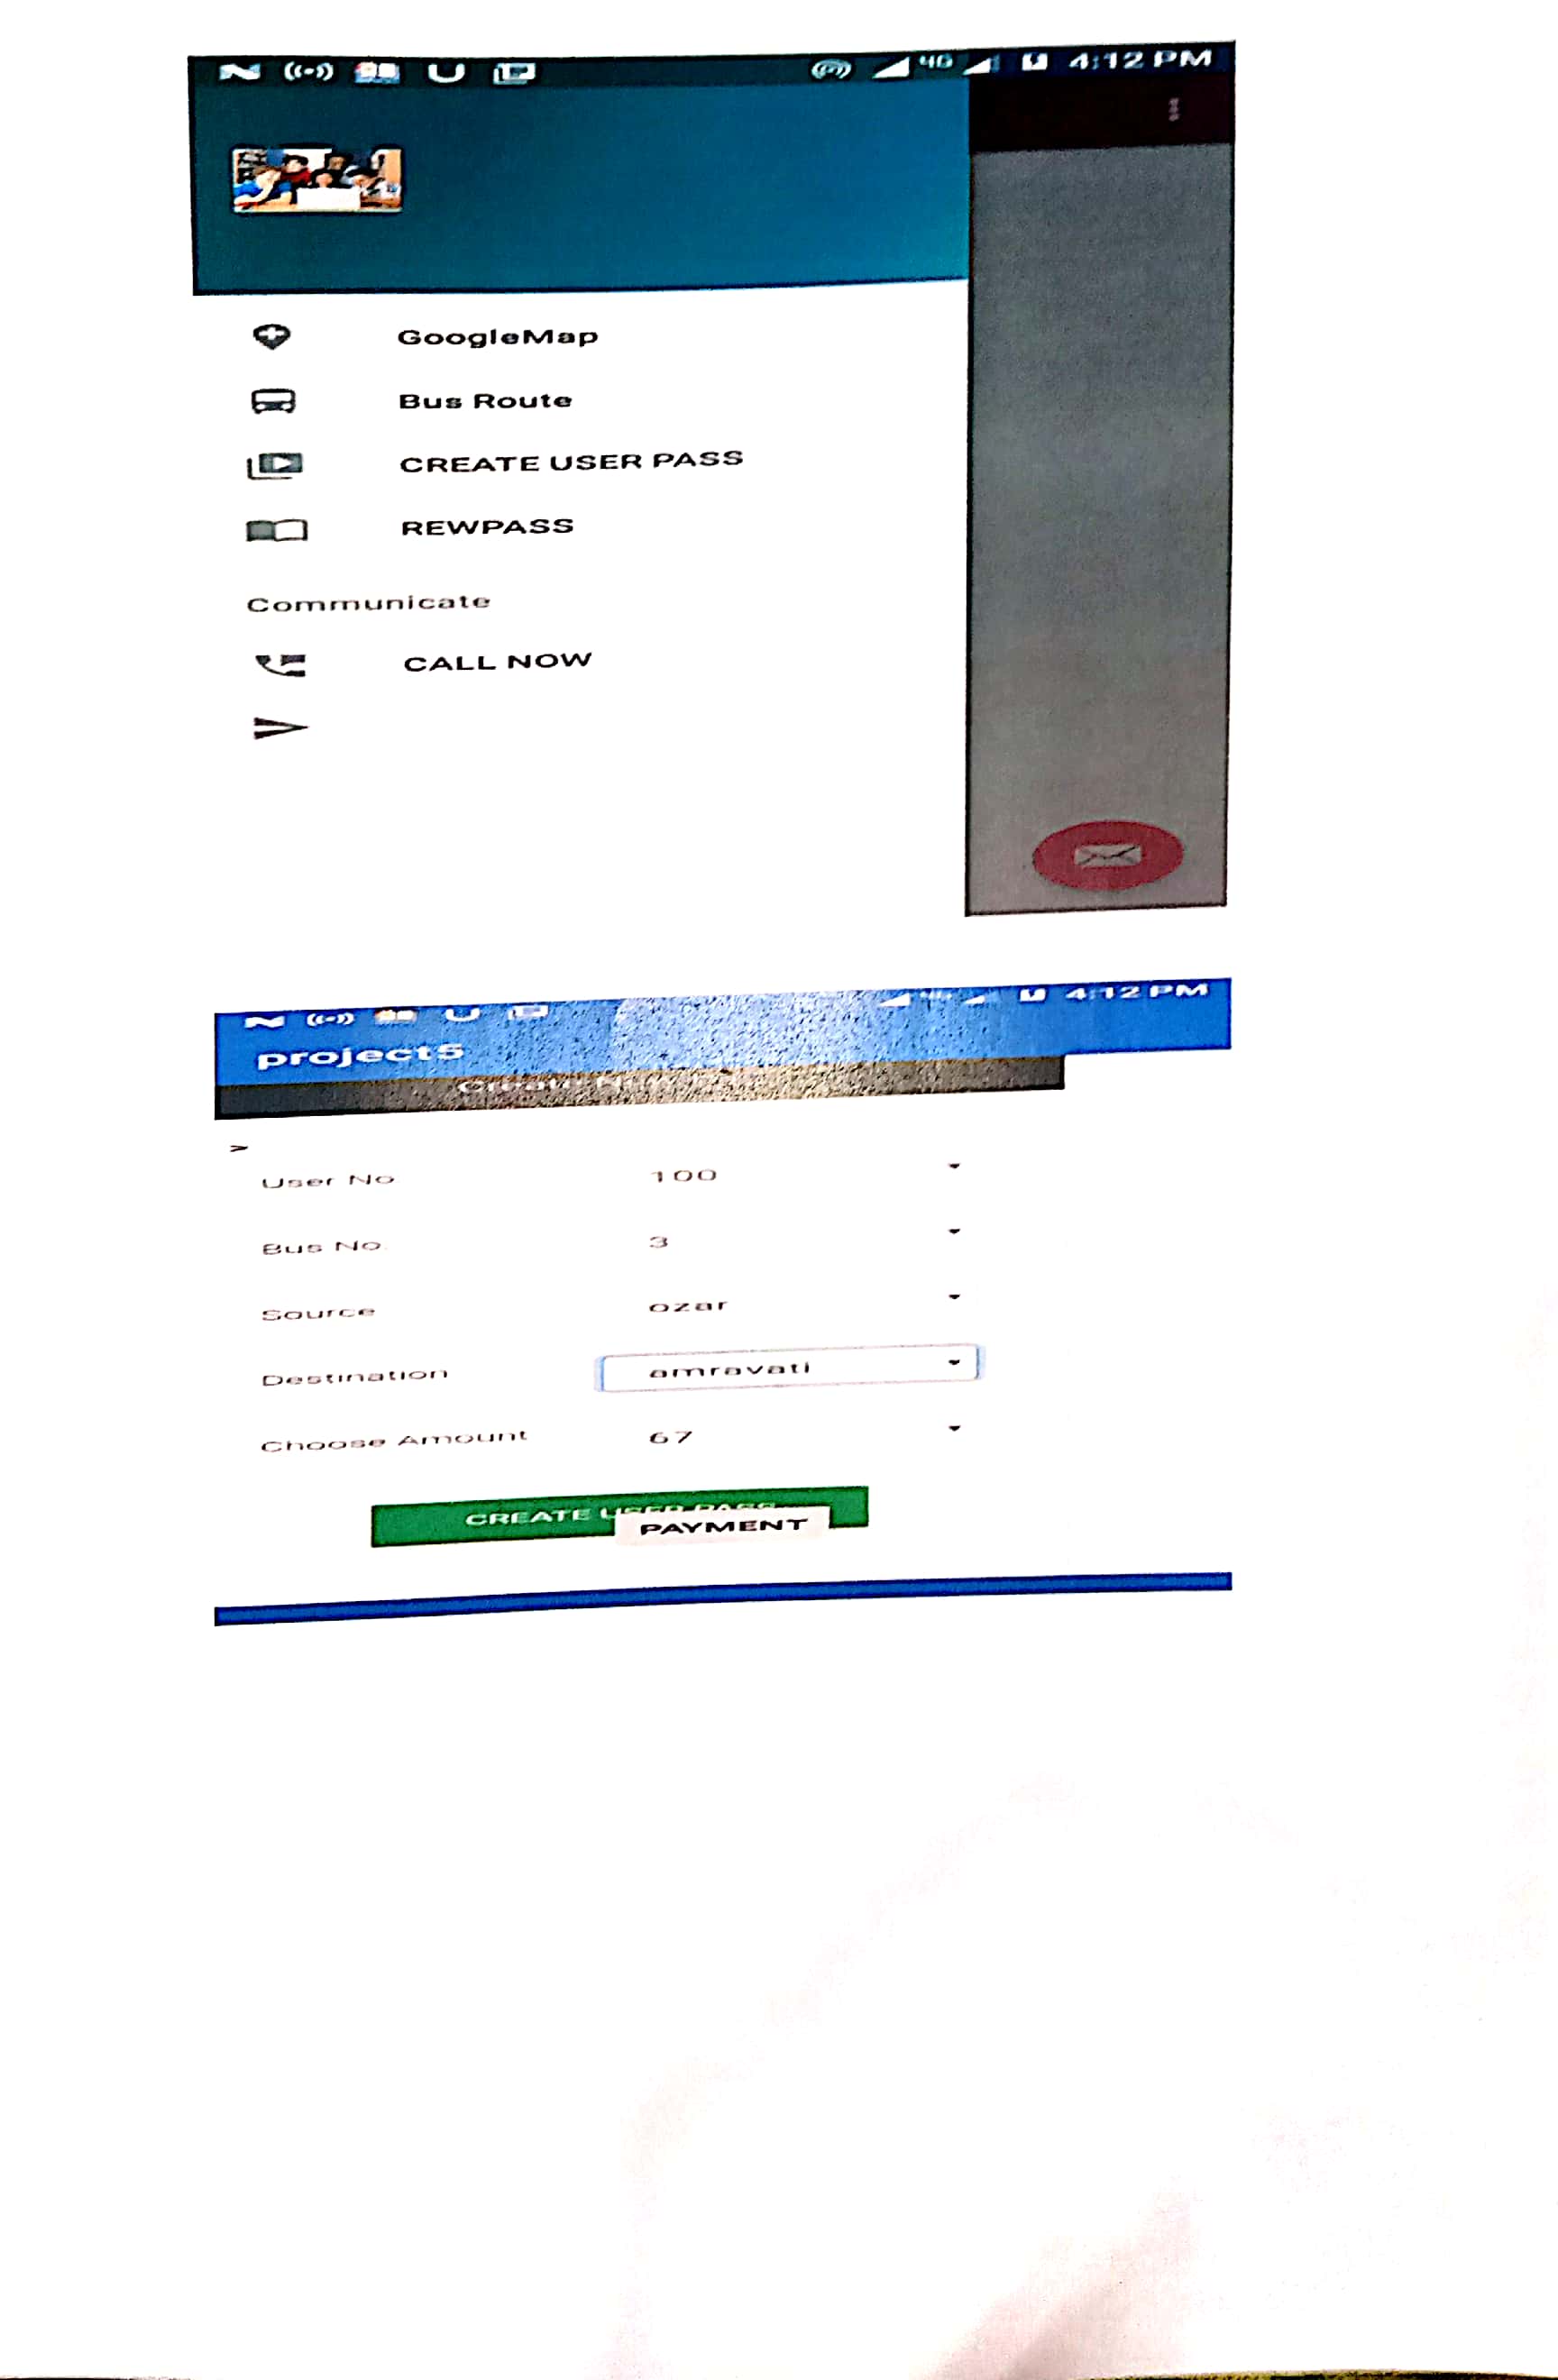 4G 4:12 PM
GoogleMap
Bus Route
CREATE USER PASS
REWPASS
Communicate
CALL NOW
4:12 PM
project5
Create
>
User No 100
Bus No. 3
Source ozar
Destination amravati
Choose Amount 67
CREATE USER PASS
PAYMENT